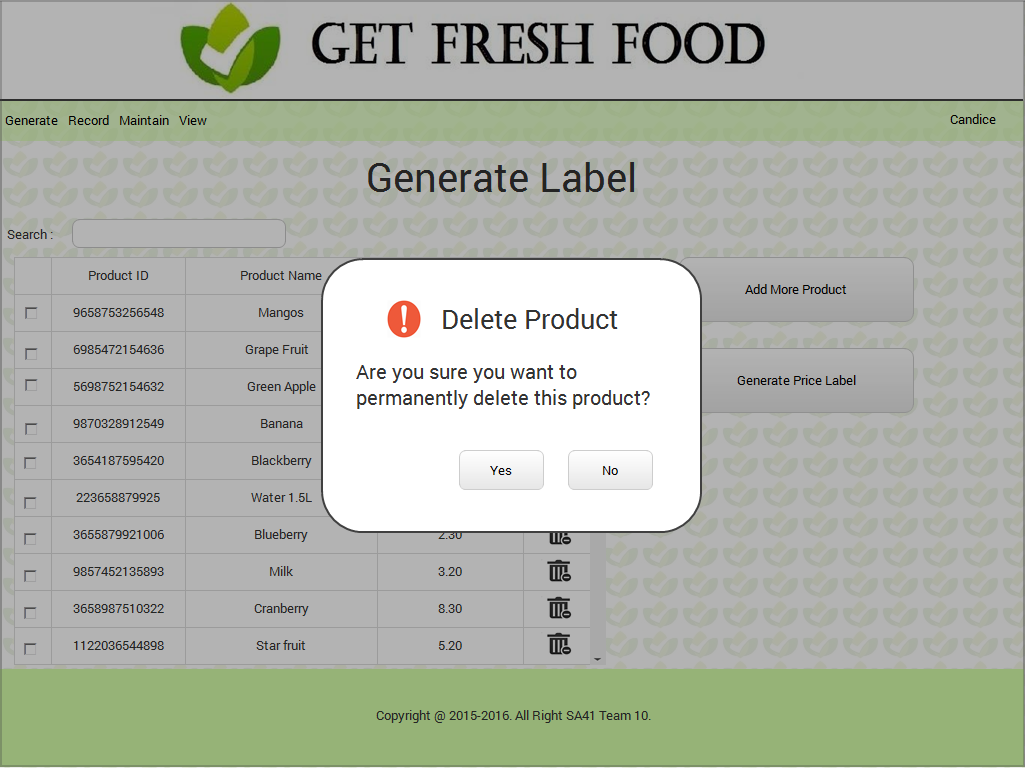 GET FRESH FOOD
Generate Record Maintain View Candice
Generate Label
Search :
Product ID Product Name
9658753256548 Mangos
6985472154636 Grape Fruit
5698752154632 Green Apple
9870328912549 Banana
3654187595420 Blackberry
223658879925 Water 1.5L
3655879921006 Blueberry 2.30
9857452135893 Milk 3.20
3658987510322 Cranberry 8.30
1122036544898 Star fruit 5.20
Add More Product
Generate Price Label
Delete Product
Are you sure you want to
permanently delete this product?
Yes No
Copyright @ 2015-2016. All Right SA41 Team 10.